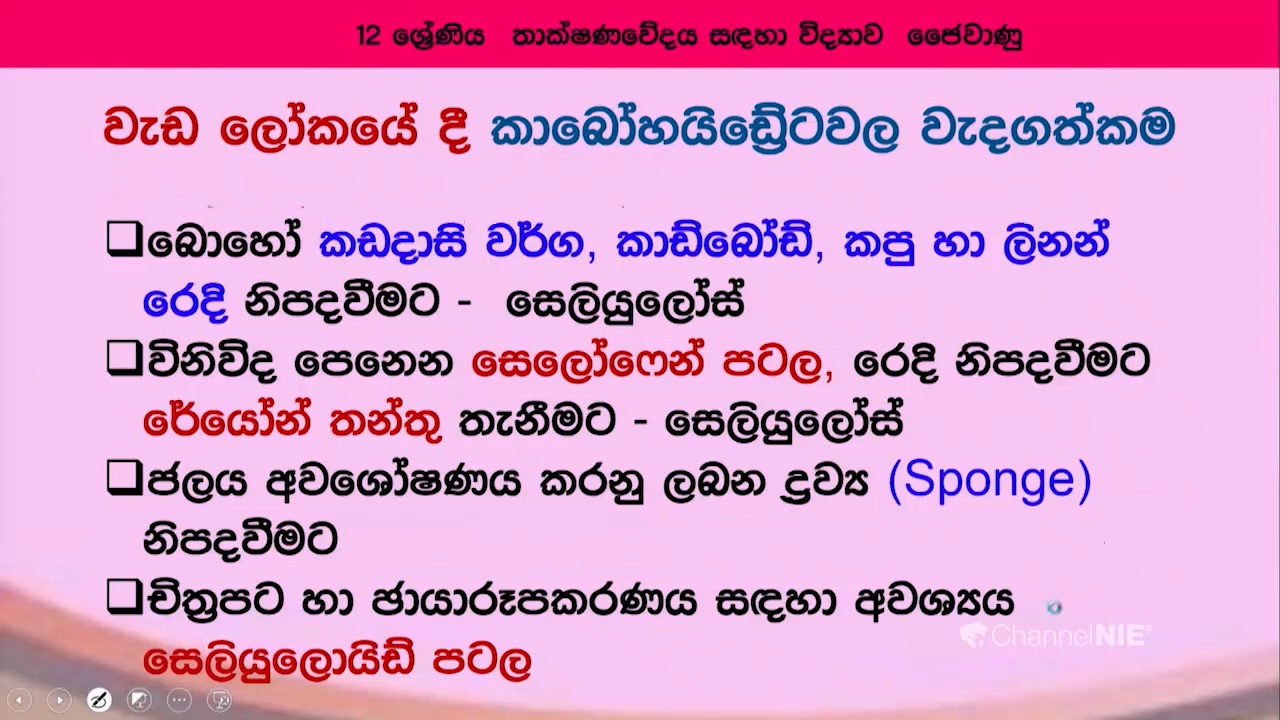 12 ශ්‍රේණිය තාක්ෂණවේදය සඳහා විද්‍යාව ජෛවාණු
වැඩ ලෝකයේ දී කාබෝහයිඩ්‍රේටවල වැදගත්කම
❑බොහෝ කඩදාසි වර්ග, කාඩ්බෝඩ්, කපු හා ලිනන්
රෙදි නිපදවීමට - සෙලියුලෝස්
❑විනිවිද පෙනෙන සෙලෝෆෙන් පටල, රෙදි නිපදවීමට
රේයෝන් තන්තු තැනීමට - සෙලියුලෝස්
❑ජලය අවශෝෂණය කරනු ලබන ද්‍රව්‍ය (Sponge)
නිපදවීමට
❑චිත්‍රපට හා ඡායාරූපකරණය සඳහා අවශ්‍යය
සෙලියුලොයිඩ් පටල
ChannelNIE